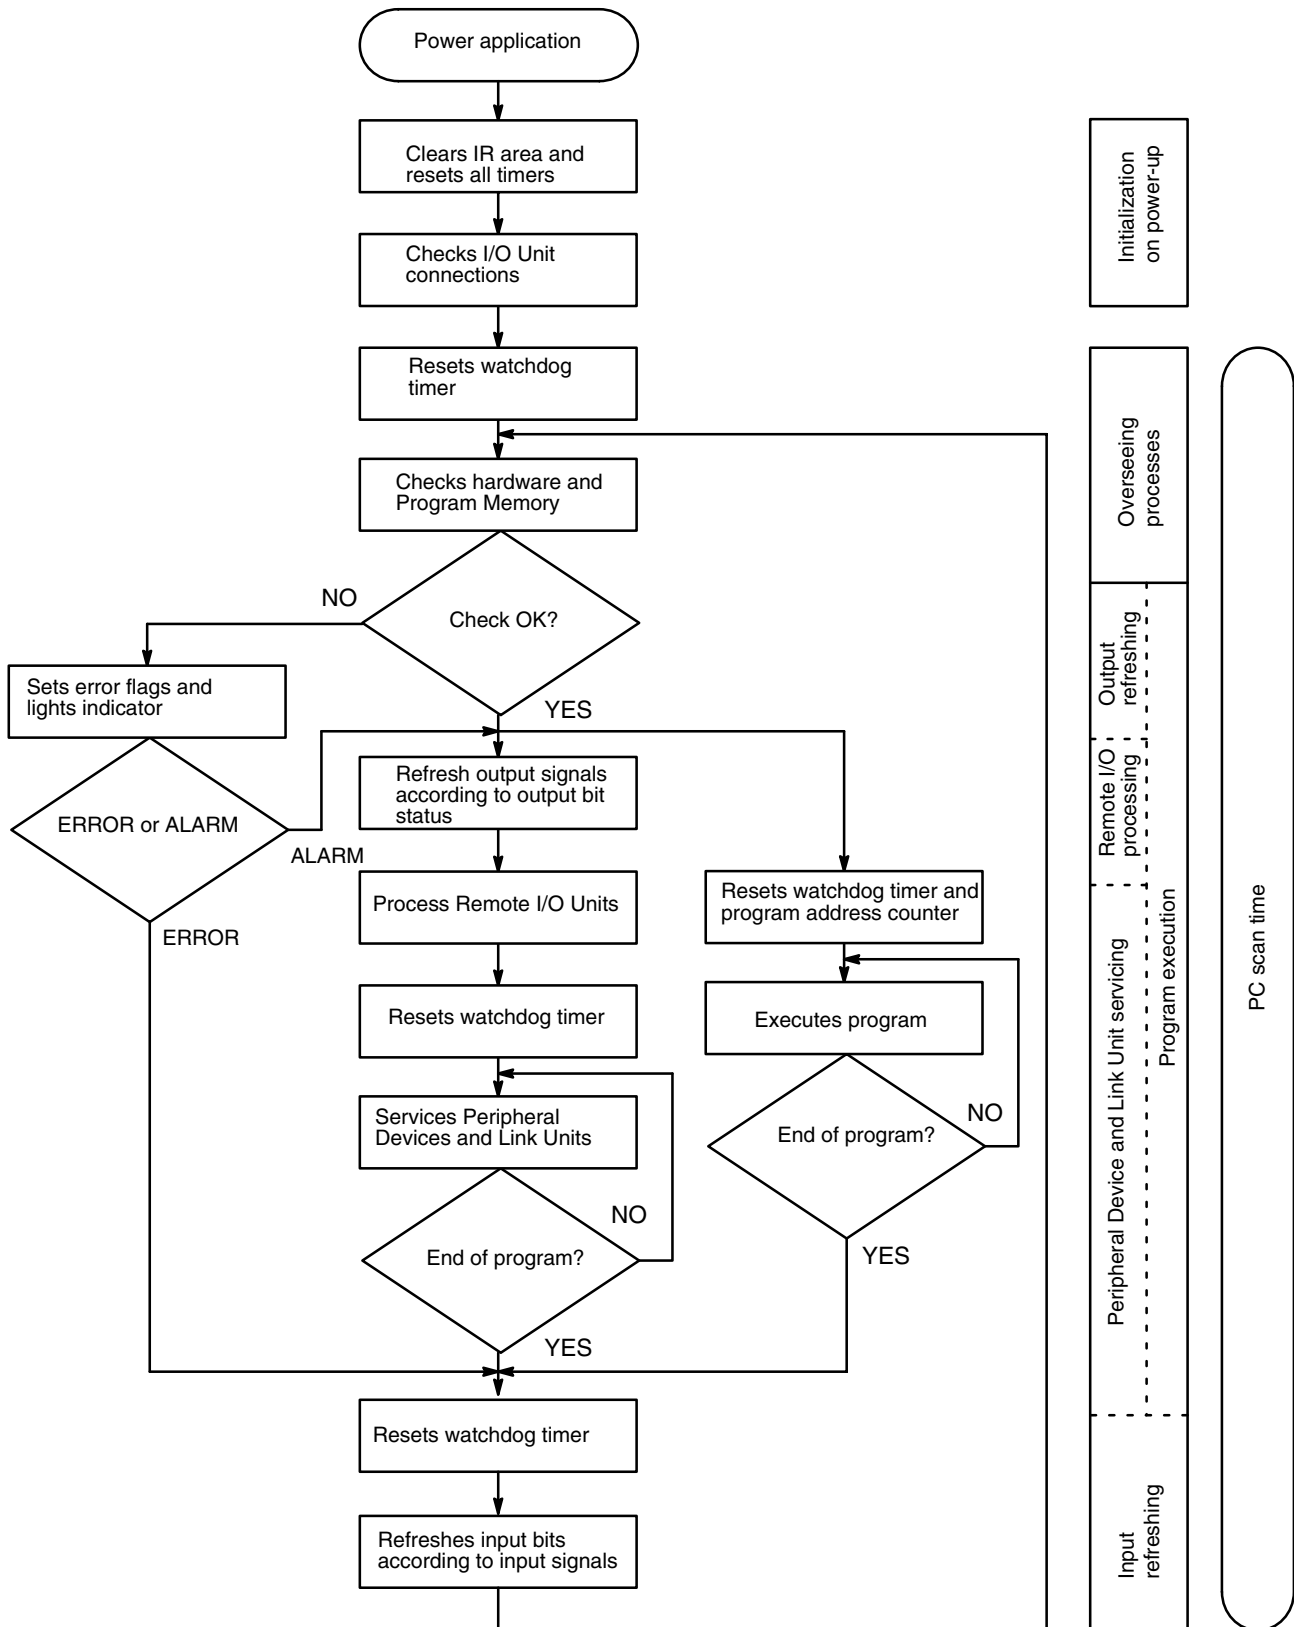 Power application
Clears IR area and
resets all timers
Checks I/O Unit
connections
Resets watchdog
timer
Checks hardware and
Program Memory
Check OK?
NO
YES
Sets error flags and
lights indicator
ERROR or ALARM
ALARM
ERROR
Refresh output signals
according to output bit
status
Process Remote I/O Units
Resets watchdog timer
Services Peripheral
Devices and Link Units
End of program?
NO
YES
Resets watchdog timer and
program address counter
Executes program
End of program?
NO
YES
Resets watchdog timer
Refreshes input bits
according to input signals
Initialization
on power-up
Overseeing
processes
Output
refreshing
Remote I/O
processing
Peripheral Device and Link Unit servicing
Program execution
Input
refreshing
PC scan time